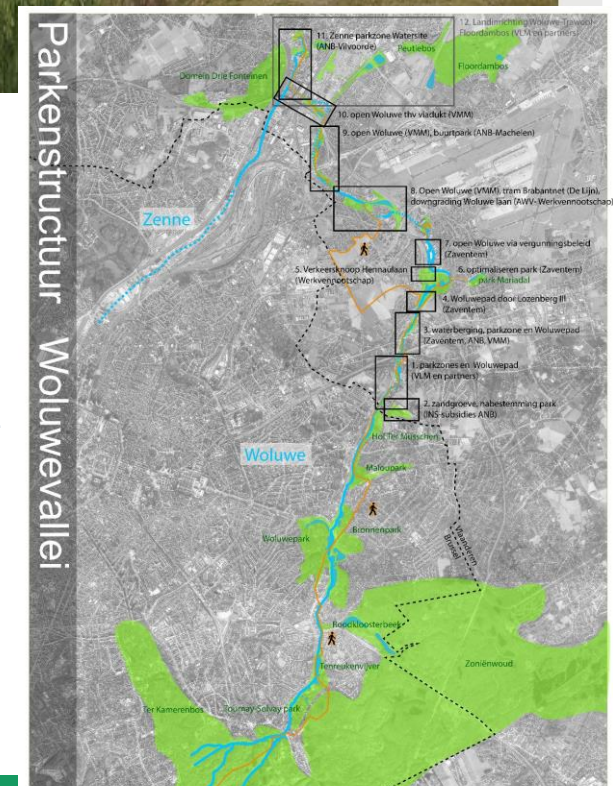 Parkenstructuur Woluwevallei
12. Landinrichting Woluwe-Trawool-
Floordambos (VLM en partners)
11. Zenne parkzone Watersite
(ANB-Vilvoorde)
Peutiebos
Floordambos
Domein Drie Fonteinen
10. open Woluwe thv viadukt (VMM)
9. open Woluwe (VMM), buurtpark (ANB-Machelen)
8. Open Woluwe (VMM), tram Brabantnet (De Lijn),
downgrading Woluwe laan (AWV- Werkvennootschap)
Zenne
7. open Woluwe via vergunningsbeleid
(Zaventem)
5. Verkeersknoop Hennaulaan
(Werkvennootschap)
6. optimaliseren park (Zaventem)
park Mariadal
4. Woluwepad door Lozenberg III
(Zaventem)
3. waterberging, parkzone en Woluwepad
(Zaventem, ANB, VMM)
1. parkzones en Woluwepad
(VLM en partners)
2. zandgroeve, nabestemming park
(INS-subsidies ANB)
Hof Ter Musschen
Woluwe
Maloupark
Bronnenpark
Woluwepark
Vlaanderen
Brussel
Roodkloosterbeek
Zoniënwoud
Tenreukenvijver
Ter Kamerenbos
Tournay-Solvay park